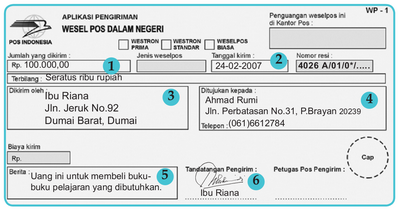 WP - 1
APLIKASI PENGIRIMAN
WESEL POS DALAM NEGERI
POS INDONESIA
WESTRON PRIMA
WESTRON STANDAR
WESELPOS BIASA
Penguangan weselpos ini
di Kantor Pos :
Jumlah yang dikirim :
Rp. 100.000,00
1
Jenis weselpos
Tanggal kirim :
2
24-02-2007
Nomor resi :
4026 A/01/0*/.....
Terbilang : Seratus ribu rupiah
Dikirim oleh :
3
Ibu Riana
Jln. Jeruk No.92
Dumai Barat, Dumai
Ditujukan kepada :
4
Ahmad Rumi
Jln. Perbatasan No.31, P.Brayan 20239
Telepon : (061)6612784
Biaya kirim
Rp.
Berita :
5
Uang ini untuk membeli buku-
buku pelajaran yang dibutuhkan.
Tandatangan Pengirim :
6
Ibu Riana
Petugas Pos Pengirim :
Cap